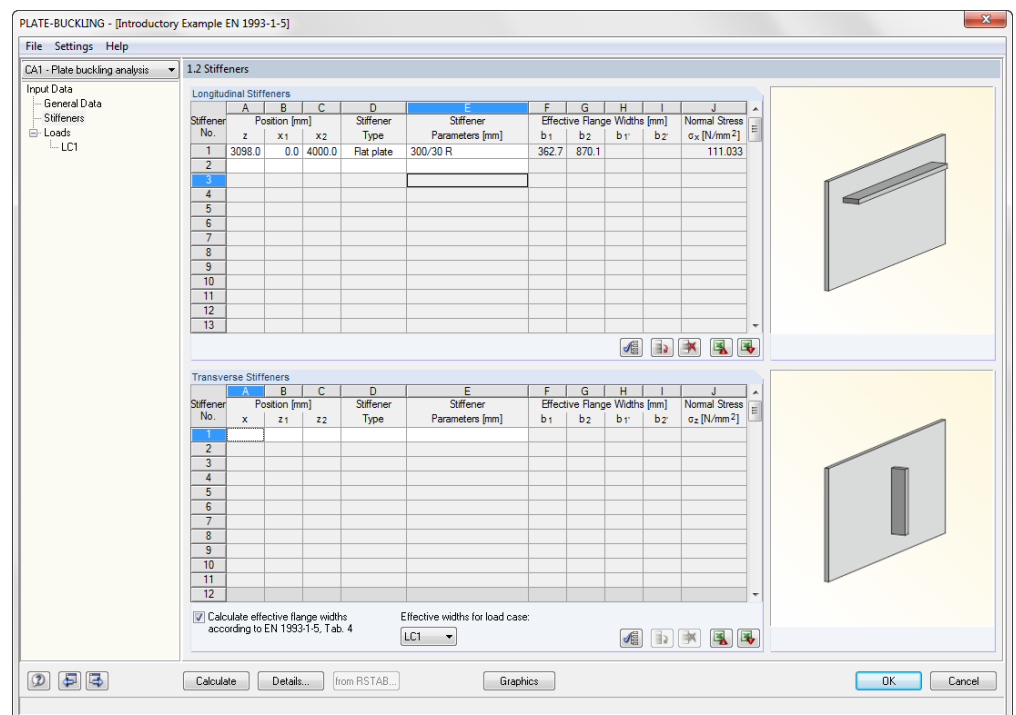 PLATE-BUCKLING - [Introductory Example EN 1993-1-5]
File Settings Help
CA1 - Plate buckling analysis
Input Data
General Data
Stiffeners
Loads
LC1
1.2 Stiffeners
Longitudinal Stiffeners
A B C D E F G H I J
Stiffener Position [mm] Stiffener Stiffener Effective Flange Widths [mm] Normal Stress
No. z x1 x2 Type Parameters [mm] b1 b2 b1' b2' σx [N/mm2]
1 3098.0 0.0 4000.0 Flat plate 300/30 R 362.7 870.1 111.033
2
3
4
5
6
7
8
9
10
11
12
13
Transverse Stiffeners
A B C D E F G H I J
Stiffener Position [mm] Stiffener Stiffener Effective Flange Widths [mm] Normal Stress
No. x z1 z2 Type Parameters [mm] b1 b2 b1' b2' σz [N/mm2]
1
2
3
4
5
6
7
8
9
10
11
12
Calculate effective flange widths
according to EN 1993-1-5, Tab. 4
Effective widths for load case:
LC1
Calculate Details... from RSTAB... Graphics OK Cancel